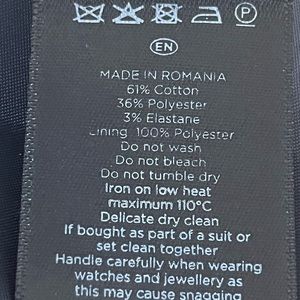 P
EN
MADE IN ROMANIA
61% Cotton
36% Polyester
3% Elastane
Lining: 100% Polyester
Do not wash
Do not bleach
Do not tumble dry
Iron on low heat
maximum 110°C
Delicate dry clean
If bought as part of a suit or
set clean together
Handle carefully when wearing
watches and jewellery as
this may cause snagging